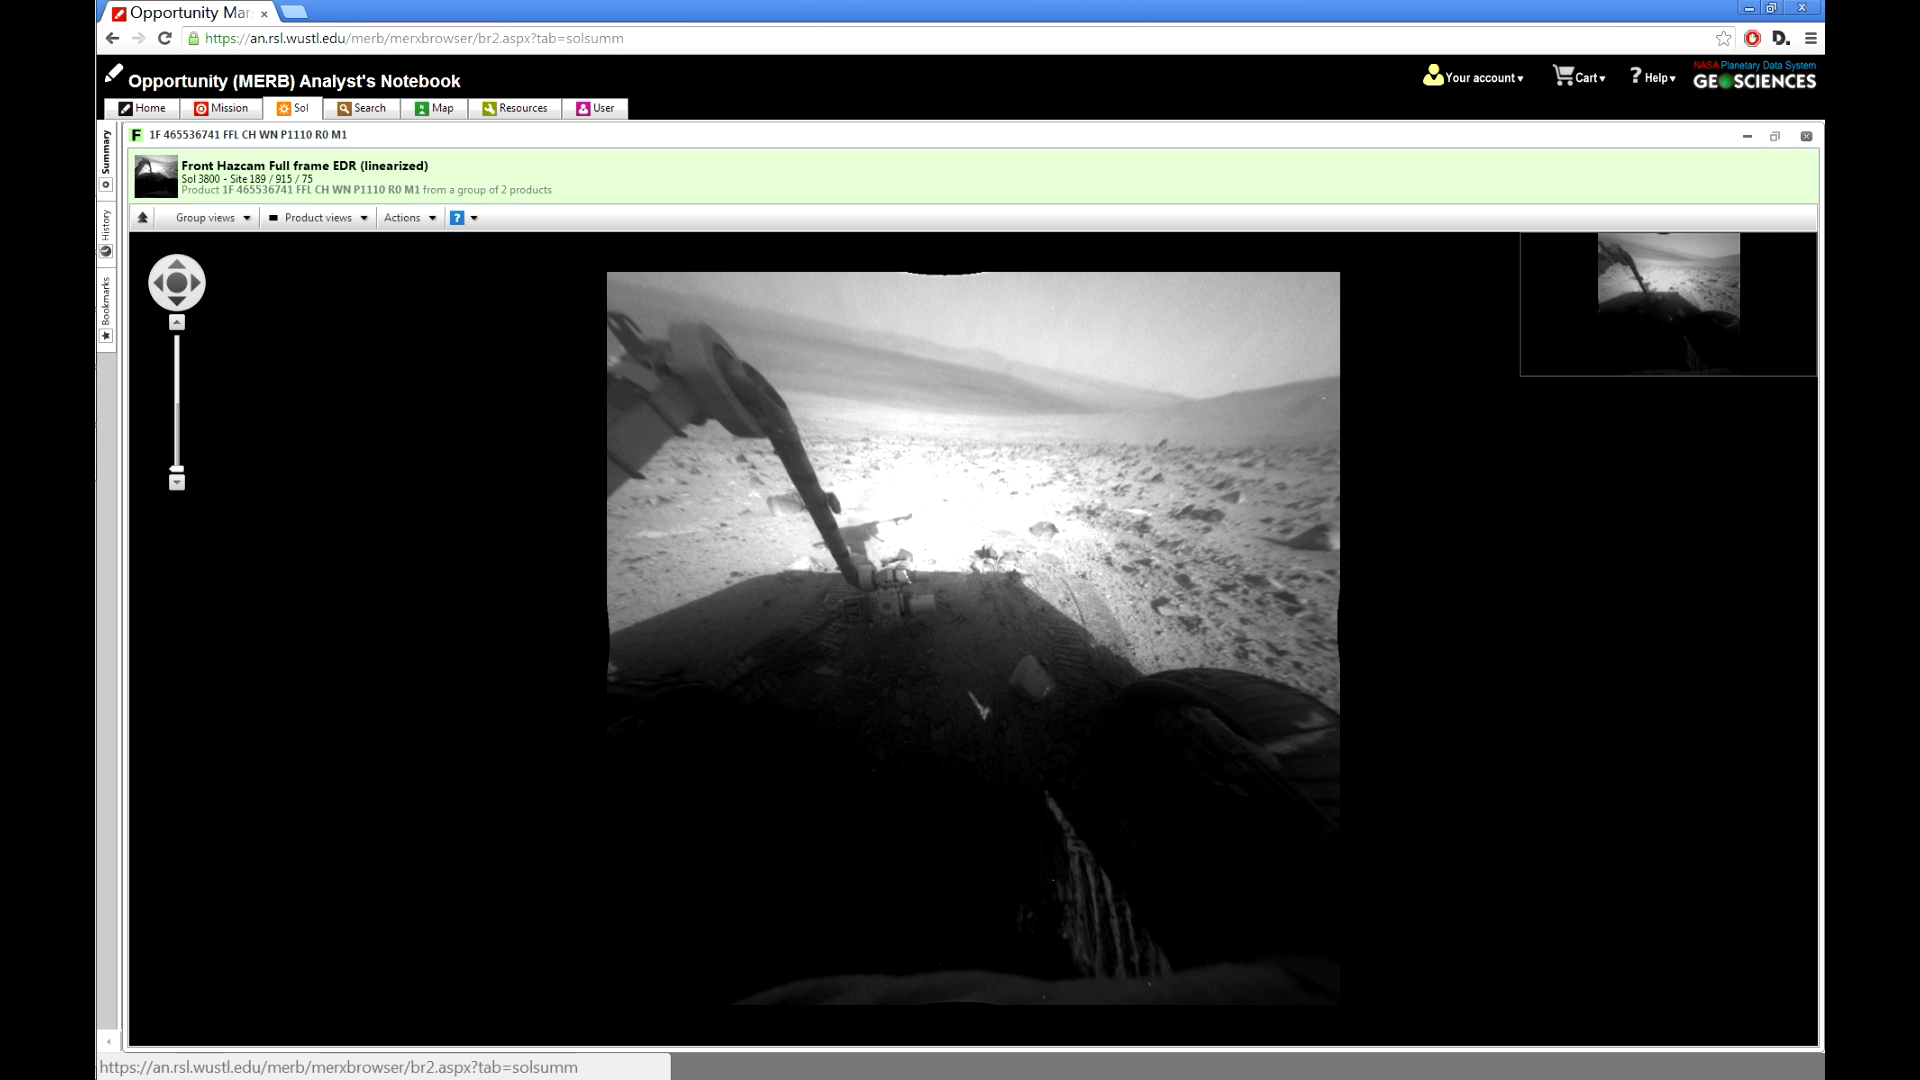 Opportunity Mar
https://an.rsl.wustl.edu/merb/merxbrowser/br2.aspx?tab=solsumm
D.
Opportunity (MERB) Analyst's Notebook
Your account
Cart
? Help
NASA Planetary Data System
GEOSCIENCES
Home
Mission
Sol
Search
Map
Resources
User
Summary
History
Bookmarks
F 1F 465536741 FFL CH WN P1110 R0 M1
Front Hazcam Full frame EDR (linearized)
Sol 3800 - Site 189 / 915 / 75
Product 1F 465536741 FFL CH WN P1110 R0 M1 from a group of 2 products
Group views
Product views
Actions
?
https://an.rsl.wustl.edu/merb/merxbrowser/br2.aspx?tab=solsumm